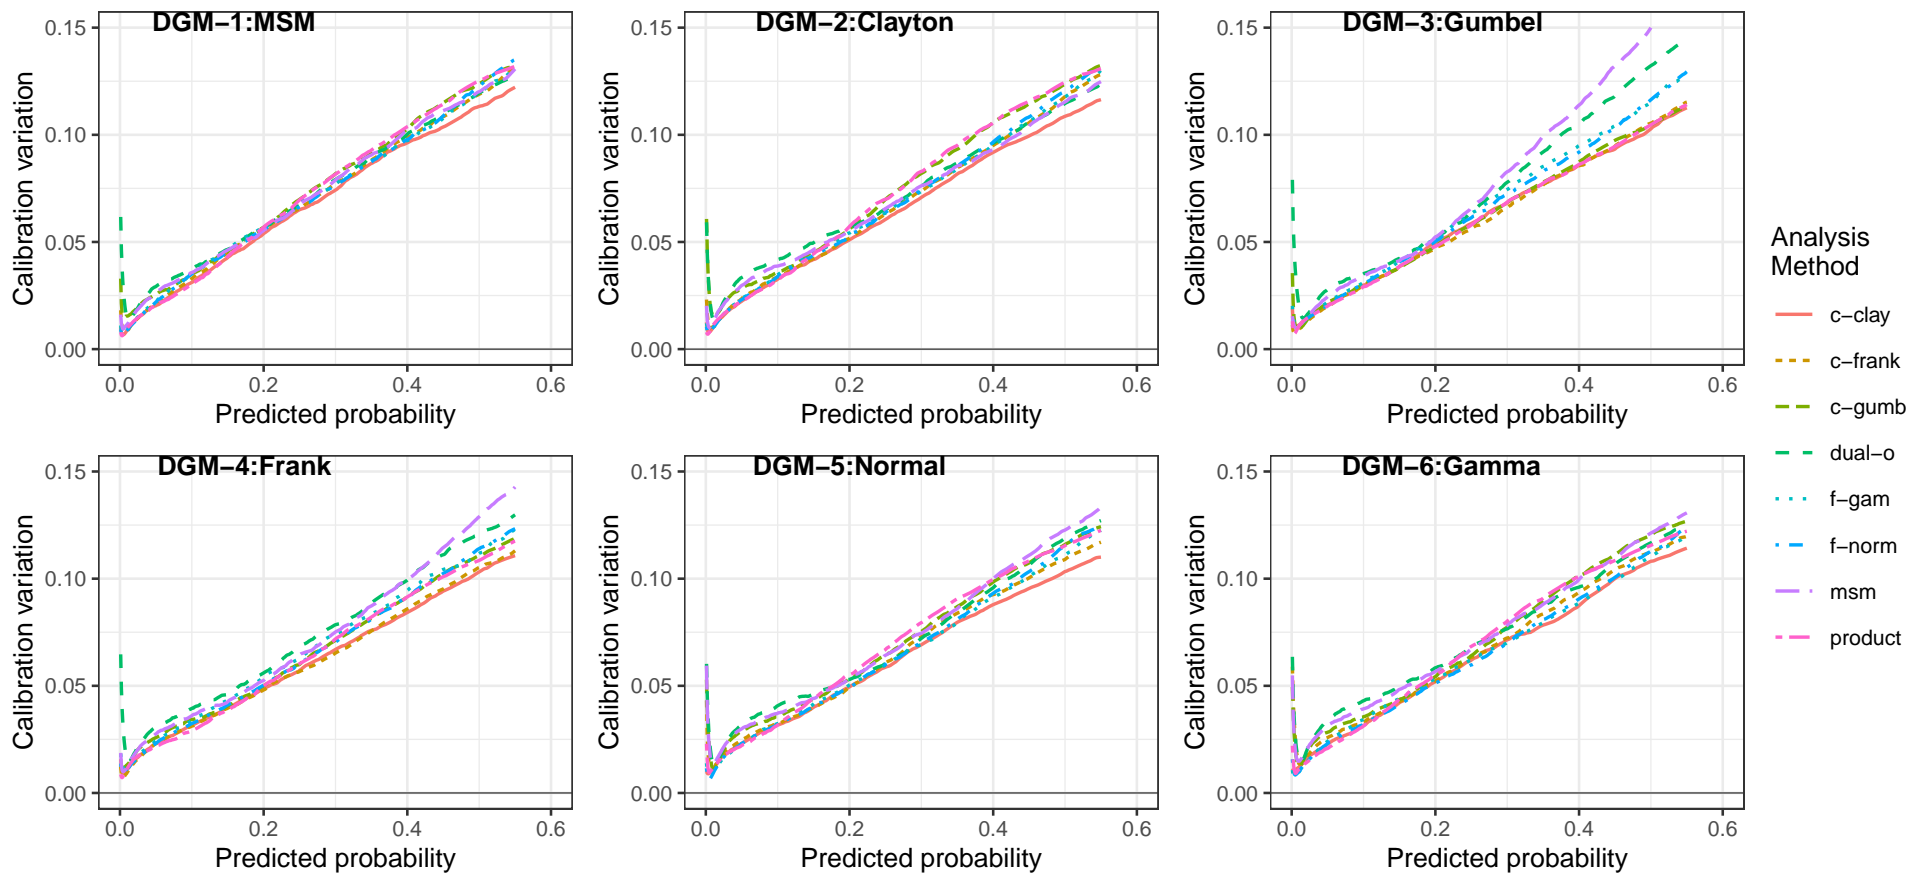 DGM−1:MSM
0.15
0.10
0.05
0.00
Calibration variation
0.0 0.2 0.4 0.6
Predicted probability
DGM−2:Clayton
0.15
0.10
0.05
0.00
Calibration variation
0.0 0.2 0.4 0.6
Predicted probability
DGM−3:Gumbel
0.15
0.10
0.05
0.00
Calibration variation
0.0 0.2 0.4 0.6
Predicted probability
DGM−4:Frank
0.15
0.10
0.05
0.00
Calibration variation
0.0 0.2 0.4 0.6
Predicted probability
DGM−5:Normal
0.15
0.10
0.05
0.00
Calibration variation
0.0 0.2 0.4 0.6
Predicted probability
DGM−6:Gamma
0.15
0.10
0.05
0.00
Calibration variation
0.0 0.2 0.4 0.6
Predicted probability
Analysis
Method
c−clay
c−frank
c−gumb
dual−o
f−gam
f−norm
msm
product